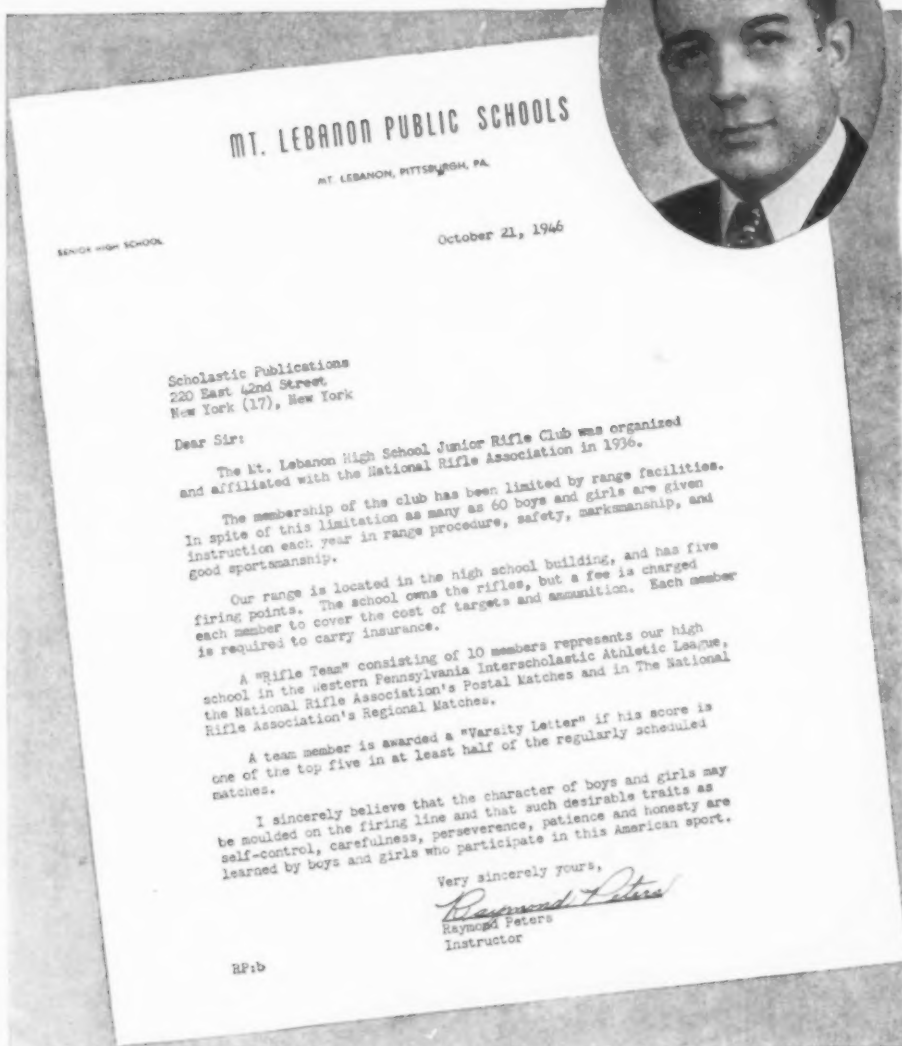 MT. LEBANON PUBLIC SCHOOLS
MT. LEBANON, PITTSBURGH, PA.
SENIOR HIGH SCHOOL
October 21, 1946
Scholastic Publications
220 East 42nd Street
New York (17), New York
Dear Sir:
The Mt. Lebanon High School Junior Rifle Club was organized
and affiliated with the National Rifle Association in 1936.
The membership of the club has been limited by range facilities.
In spite of this limitation as many as 60 boys and girls are given
instruction each year in range procedure, safety, marksmanship, and
good sportsmanship.
Our range is located in the high school building, and has five
firing points. The school owns the rifles, but a fee is charged
each member to cover the cost of targets and ammunition. Each member
is required to carry insurance.
A "Rifle Team" consisting of 10 members represents our high
school in the Western Pennsylvania Interscholastic Athletic League,
the National Rifle Association's Postal Matches and in The National
Rifle Association's Regional Matches.
A team member is awarded a "Varsity Letter" if his score is
one of the top five in at least half of the regularly scheduled
matches.
I sincerely believe that the character of boys and girls may
be moulded on the firing line and that such desirable traits as
self-control, carefulness, perseverence, patience and honesty are
learned by boys and girls who participate in this American sport.
Very sincerely yours,
Raymond Peters
Raymond Peters
Instructor
RP:b